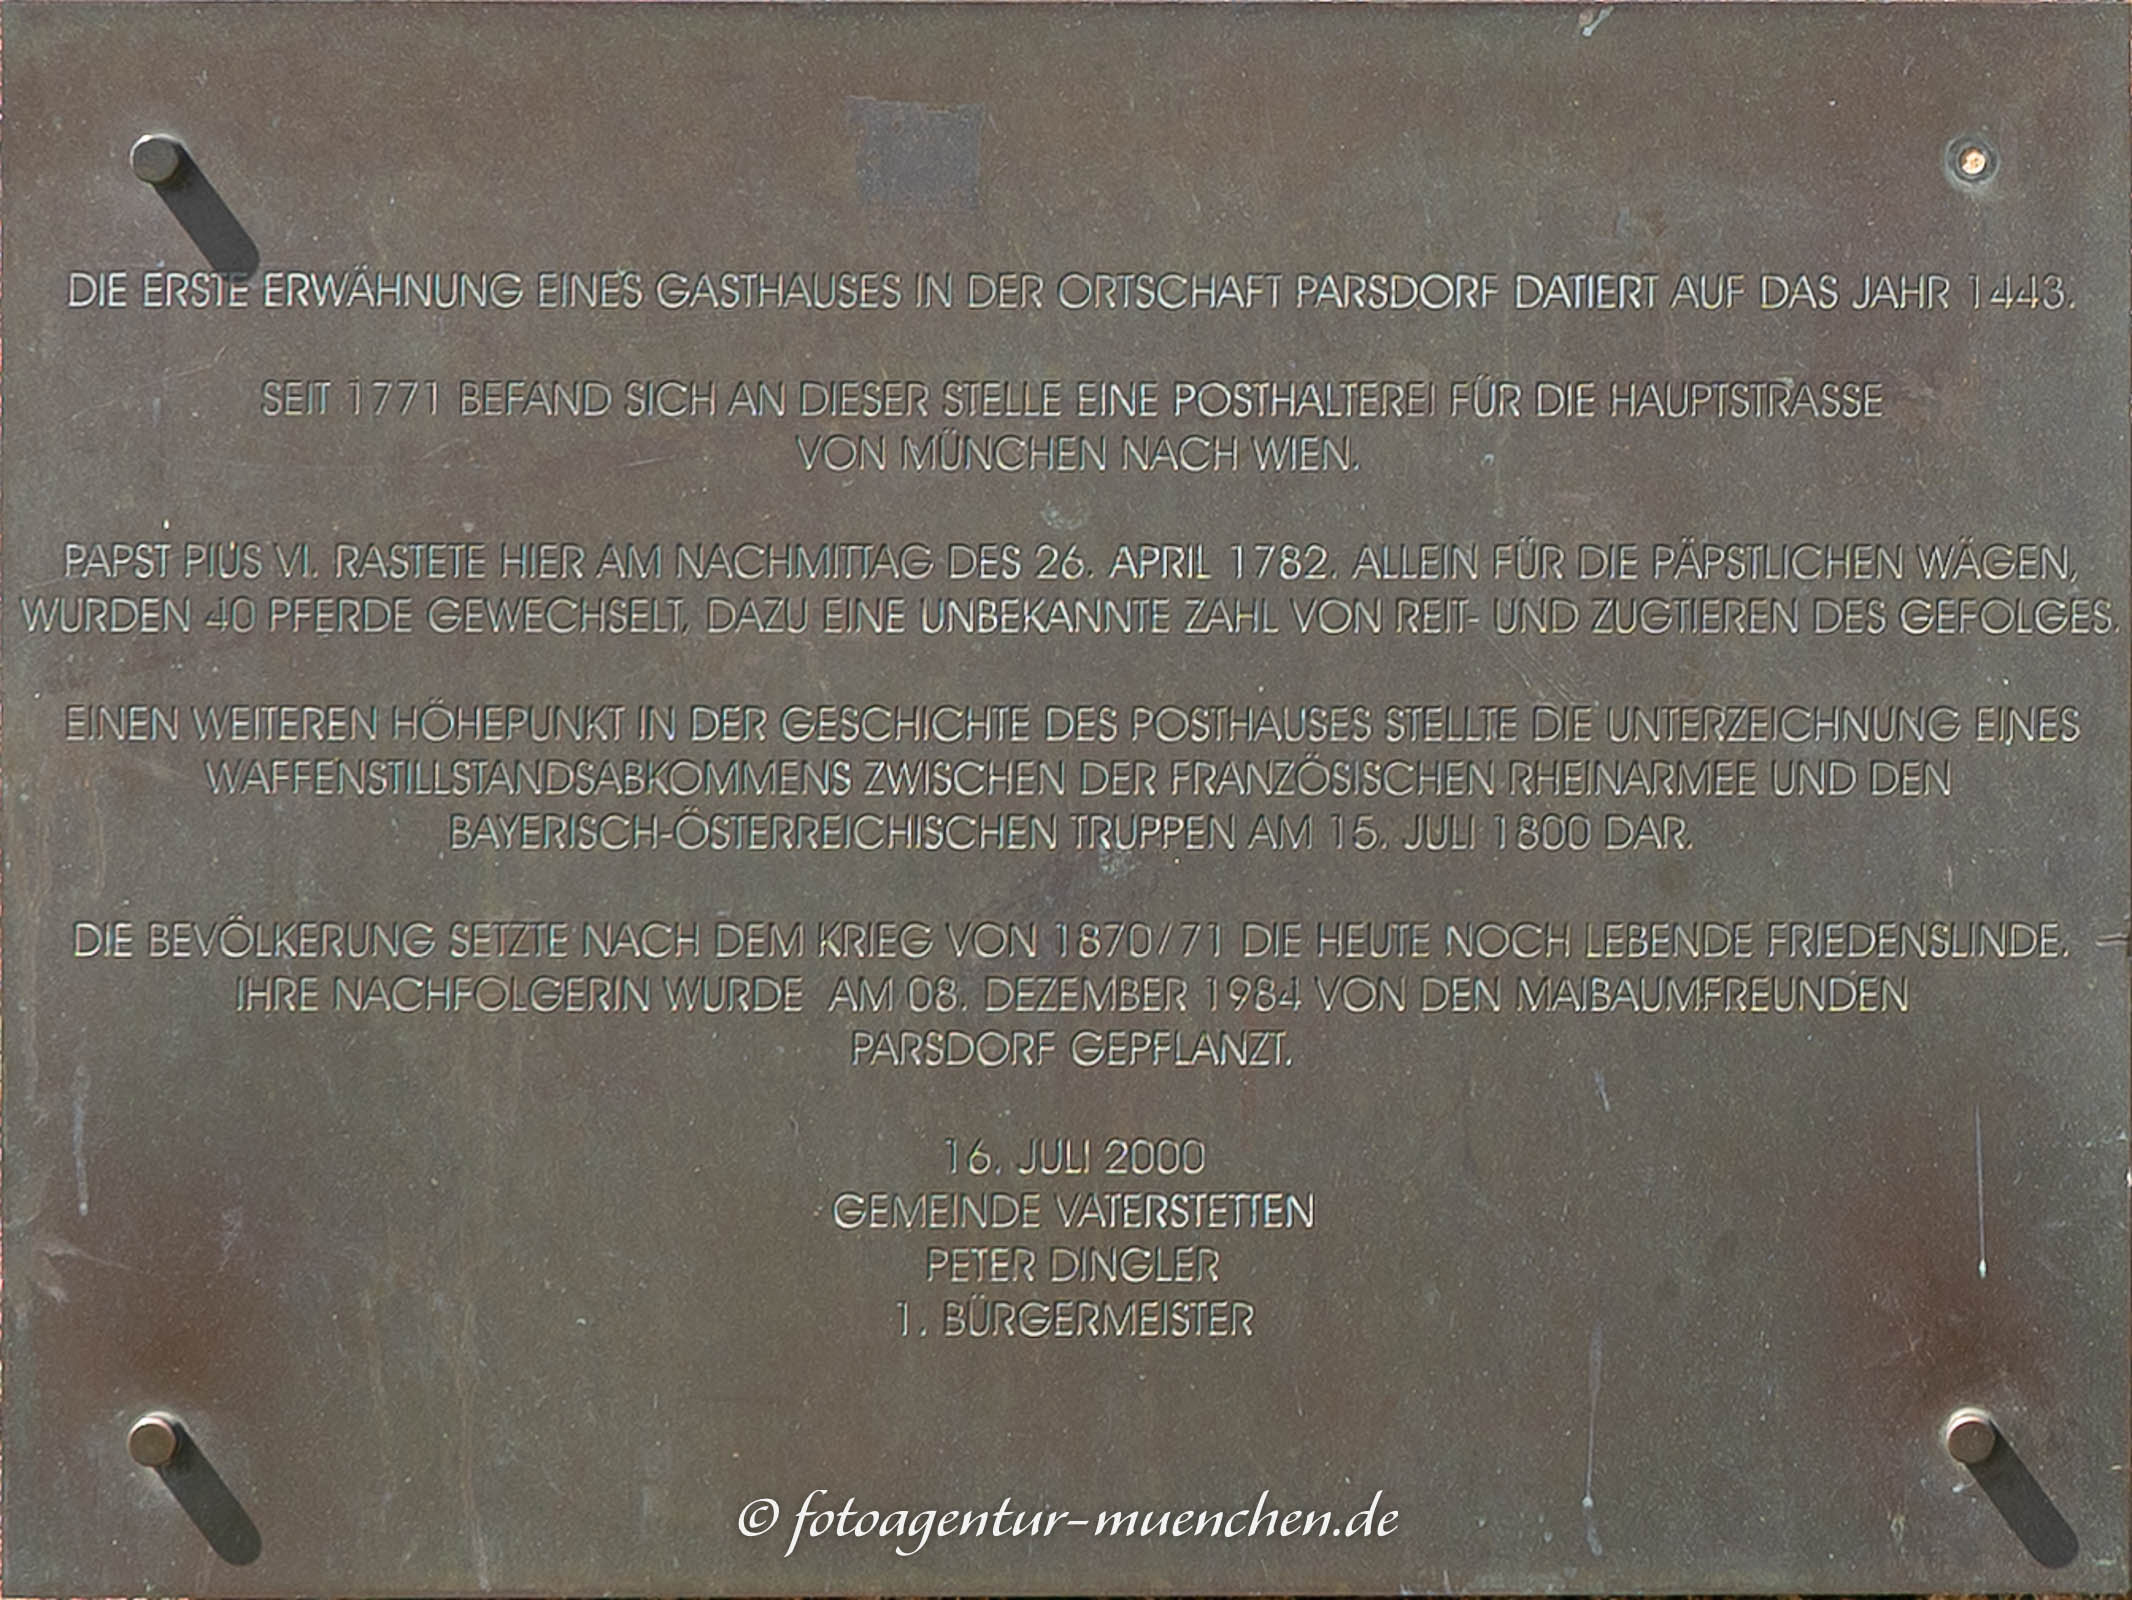 DIE ERSTE ERWÄHNUNG EINES GASTHAUSES IN DER ORTSCHAFT PARSDORF DATIERT AUF DAS JAHR 1443.
SEIT 1771 BEFAND SICH AN DIESER STELLE EINE POSTHALTEREI FÜR DIE HAUPTSTRASSE
VON MÜNCHEN NACH WIEN.
PAPST PIUS VI. RASTETE HIER AM NACHMITTAG DES 26. APRIL 1782. ALLEIN FÜR DIE PÄPSTLICHEN WÄGEN,
WURDEN 40 PFERDE GEWECHSELT, DAZU EINE UNBEKANNTE ZAHL VON REIT- UND ZUGTIEREN DES GEFOLGES.
EINEN WEITEREN HÖHEPUNKT IN DER GESCHICHTE DES POSTHAUSES STELLTE DIE UNTERZEICHNUNG EINES
WAFFENSTILLSTANDSABKOMMENS ZWISCHEN DER FRANZÖSISCHEN RHEINARMEE UND DEN
BAYERISCH-ÖSTERREICHISCHEN TRUPPEN AM 15. JULI 1800 DAR.
DIE BEVÖLKERUNG SETZTE NACH DEM KRIEG VON 1870/71 DIE HEUTE NOCH LEBENDE FRIEDENSLINDE.
IHRE NACHFOLGERIN WURDE AM 08. DEZEMBER 1984 VON DEN MAIBAUMFREUNDEN
PARSDORF GEPFLANZT.
16. JULI 2000
GEMEINDE VATERSTETTEN
PETER DINGLER
1. BÜRGERMEISTER
© fotoagentur-muenchen.de